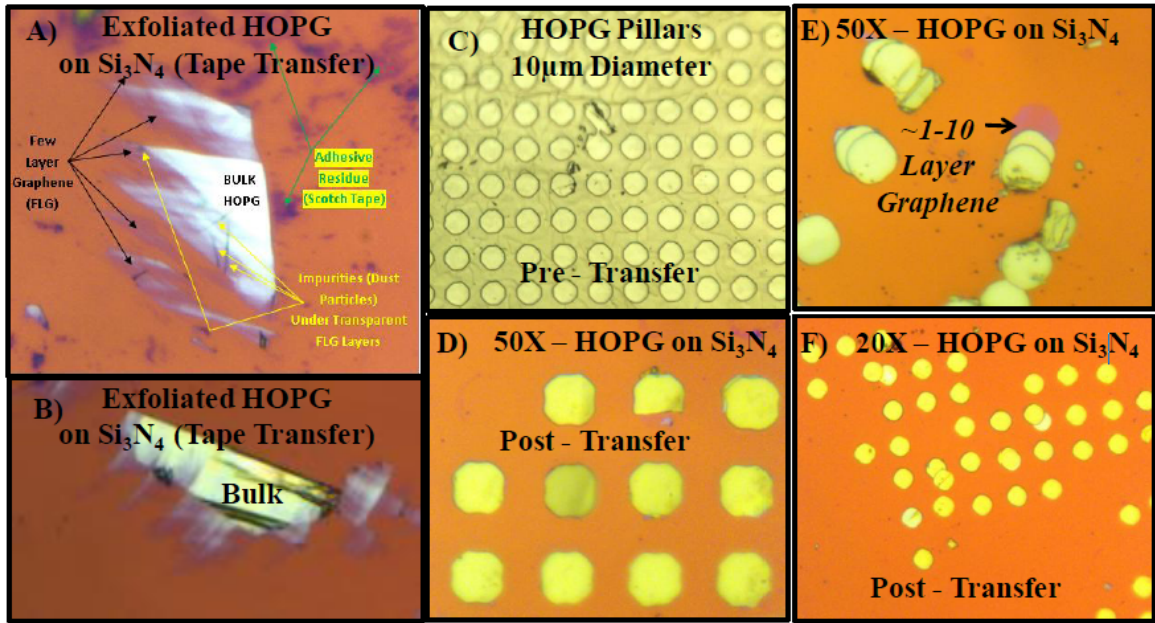 A) Exfoliated HOPG
on Si₃N₄ (Tape Transfer)
Few
Layer
Graphene
(FLG)
BULK
HOPG
Adhesive
Residue
(Scotch Tape)
Impurities (Dust
Particles)
Under Transparent
FLG Layers
B) Exfoliated HOPG
on Si₃N₄ (Tape Transfer)
Bulk
C) HOPG Pillars
10µm Diameter
Pre - Transfer
D) 50X – HOPG on Si₃N₄
Post - Transfer
E) 50X – HOPG on Si₃N₄
~1-10
Layer
Graphene
F) 20X – HOPG on Si₃N₄
Post - Transfer